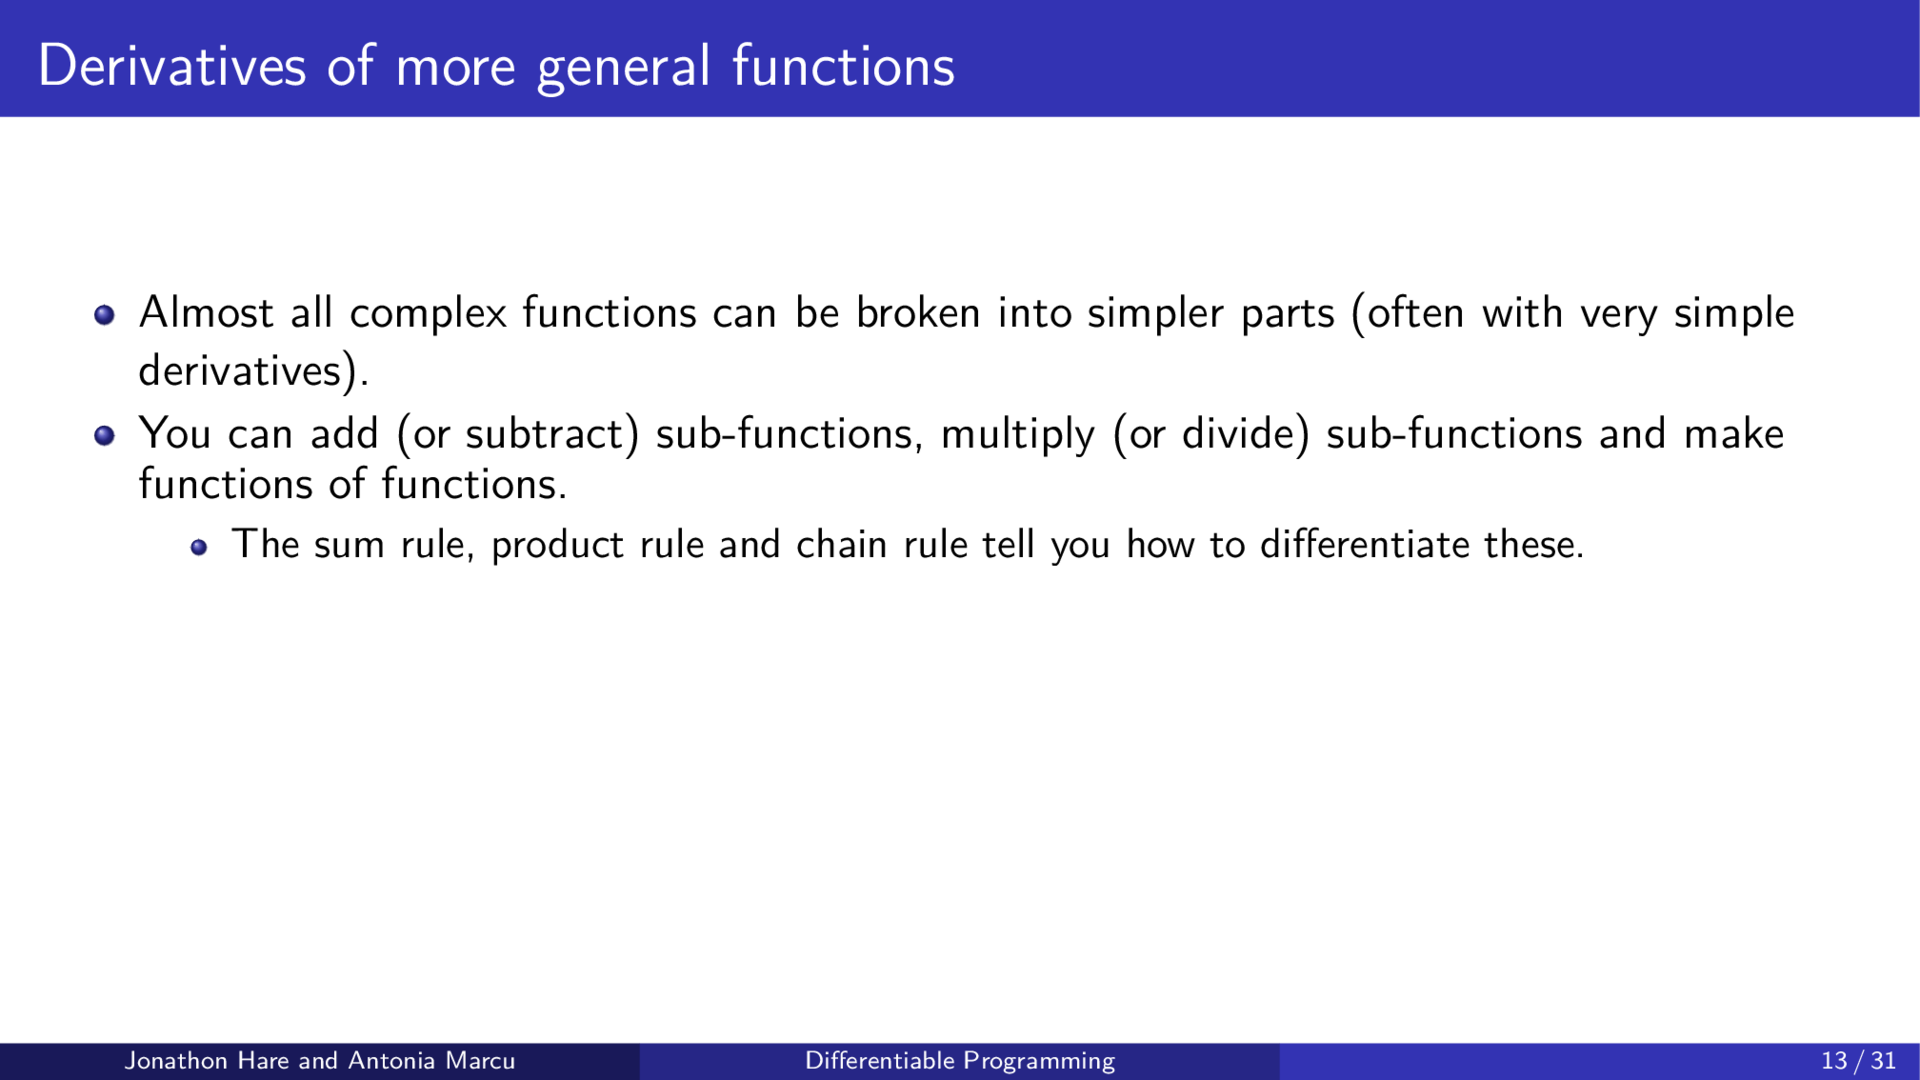 Derivatives of more general functions
Almost all complex functions can be broken into simpler parts (often with very simple
derivatives).
You can add (or subtract) sub-functions, multiply (or divide) sub-functions and make
functions of functions.
The sum rule, product rule and chain rule tell you how to differentiate these.
Jonathon Hare and Antonia Marcu
Differentiable Programming
13 / 31